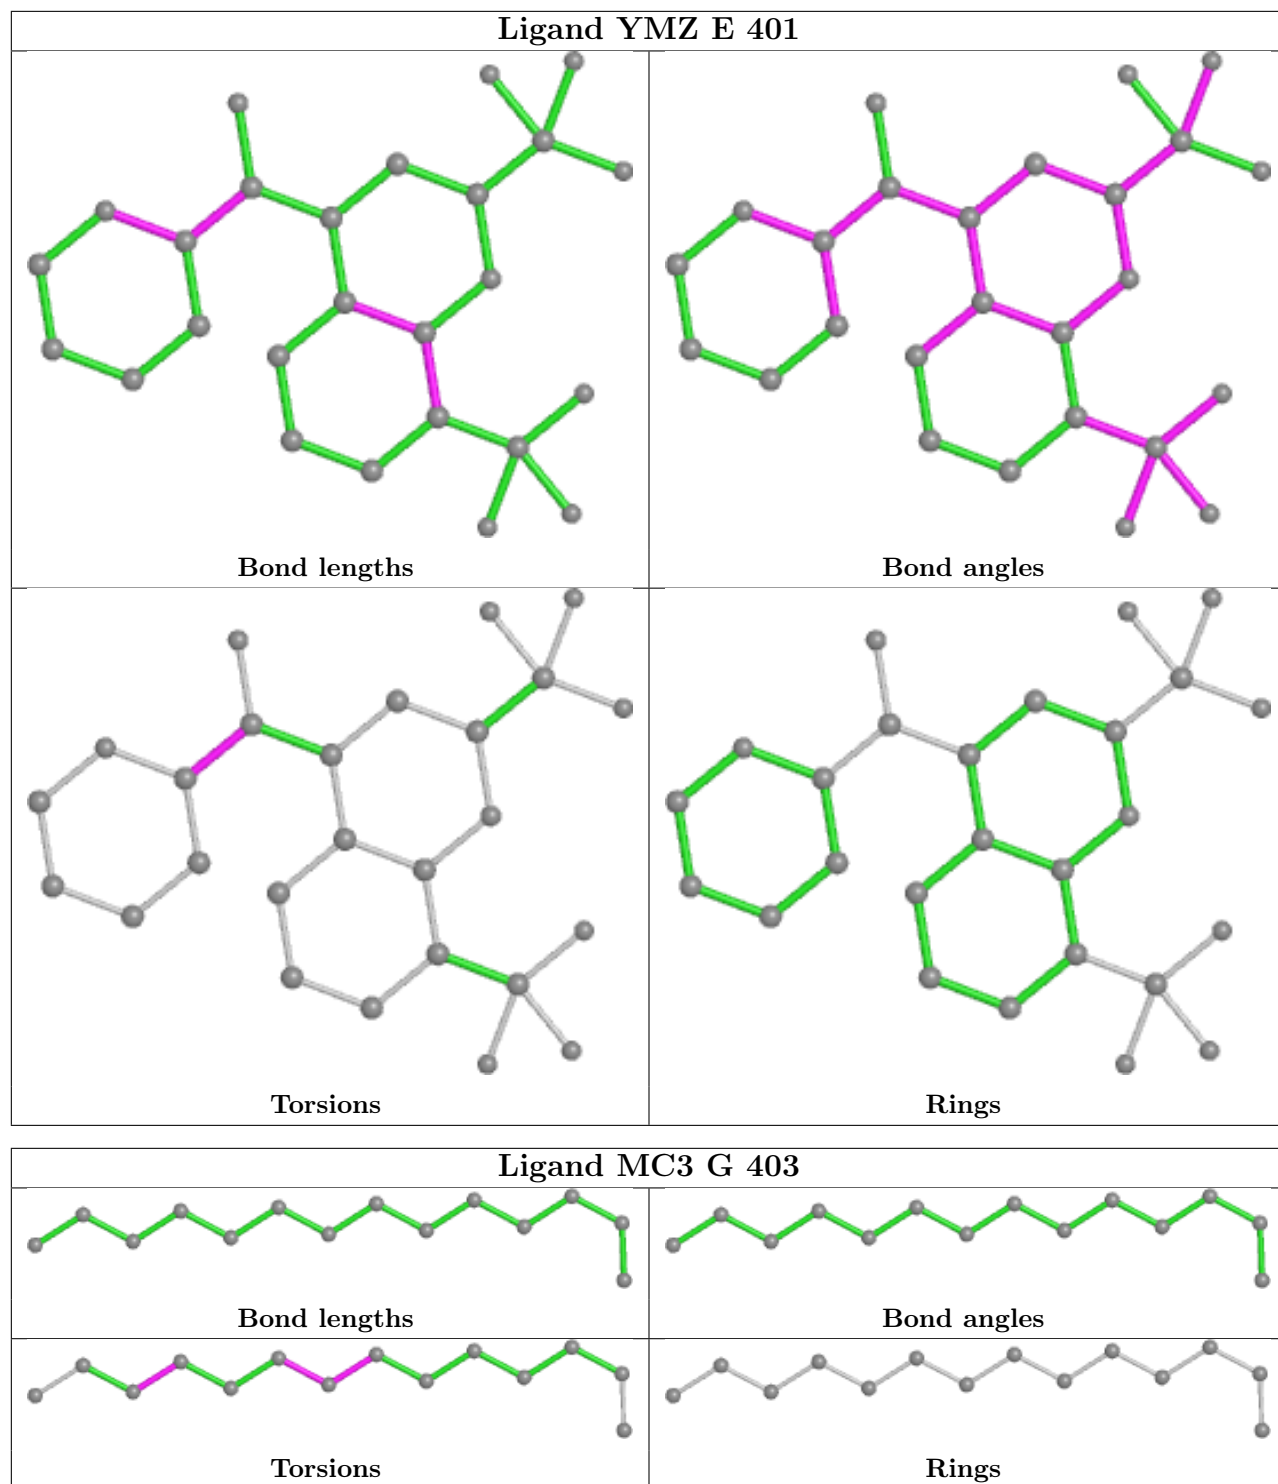 Ligand YMZ E 401
Bond lengths
Bond angles
Torsions
Rings
Ligand MC3 G 403
Bond lengths
Bond angles
Torsions
Rings